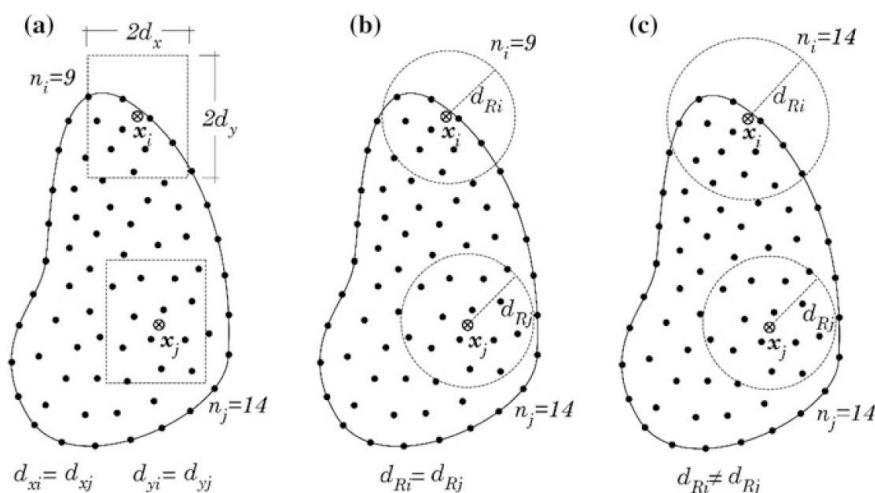 (a)
2d_x
n_i=9
2d_y
x_i
x_j
n_j=14
d_xi = d_xj   d_yi = d_yj
(b)
n_i=9
d_Ri
x_i
d_Rj
x_j
n_j=14
d_Ri = d_Rj
(c)
n_i=14
d_Ri
x_i
d_Rj
x_j
n_j=14
d_Ri ≠ d_Rj